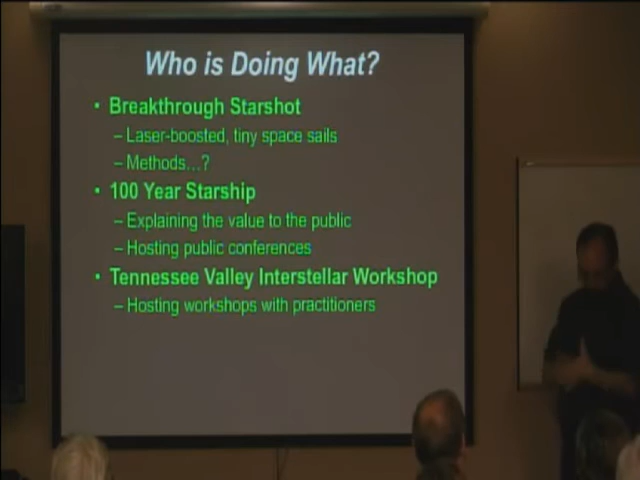 Who is Doing What?
• Breakthrough Starshot
– Laser-boosted, tiny space sails
– Methods...?
• 100 Year Starship
– Explaining the value to the public
– Hosting public conferences
• Tennessee Valley Interstellar Workshop
– Hosting workshops with practitioners